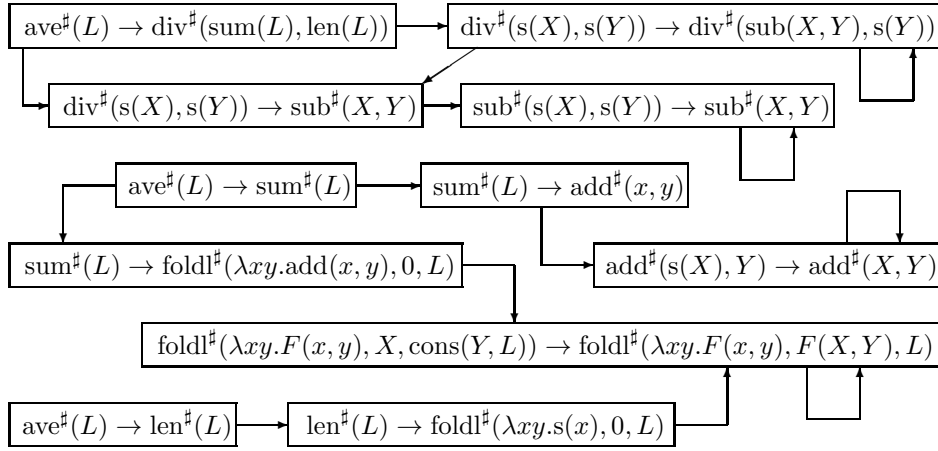 ave♯(L) → div♯(sum(L), len(L)) div♯(s(X), s(Y)) → div♯(sub(X, Y), s(Y))
div♯(s(X), s(Y)) → sub♯(X, Y) sub♯(s(X), s(Y)) → sub♯(X, Y)
ave♯(L) → sum♯(L) sum♯(L) → add♯(x, y)
sum♯(L) → foldl♯(λxy.add(x, y), 0, L) add♯(s(X), Y) → add♯(X, Y)
foldl♯(λxy.F(x, y), X, cons(Y, L)) → foldl♯(λxy.F(x, y), F(X, Y), L)
ave♯(L) → len♯(L) len♯(L) → foldl♯(λxy.s(x), 0, L)